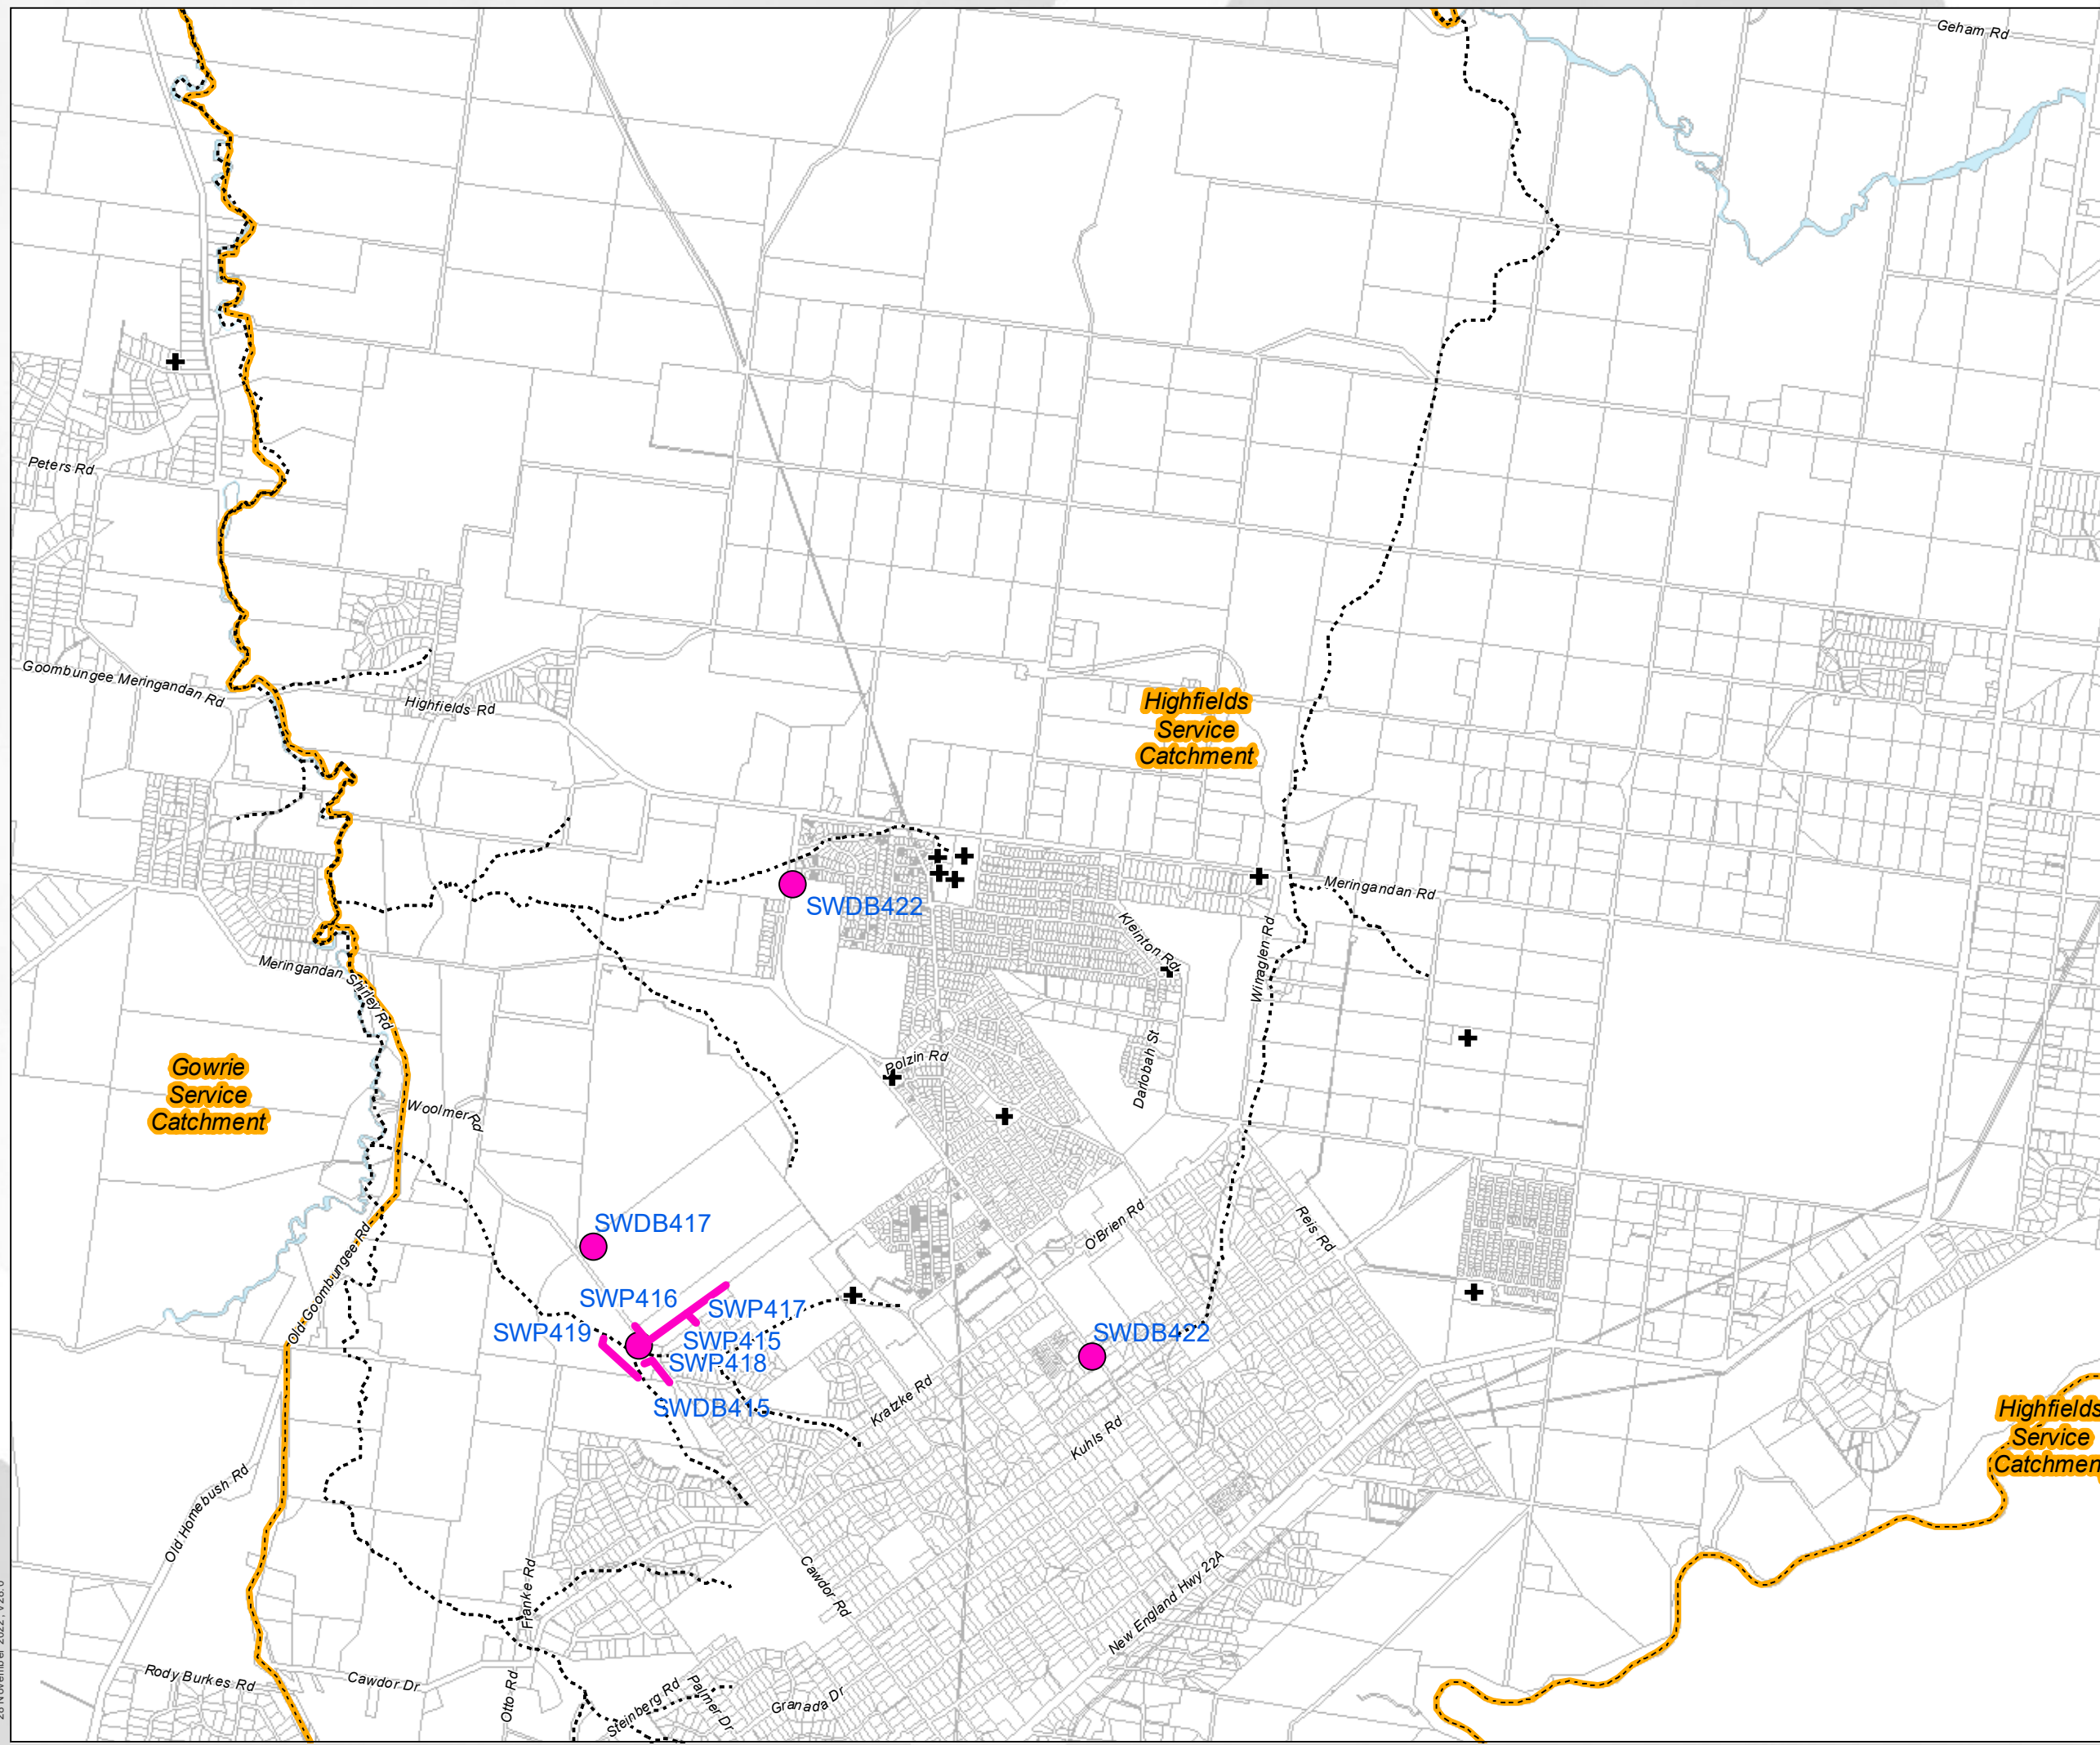 Geham Rd
Peters Rd
Goombungee Meringandan Rd
Highfields Rd
Highfields
Service
Catchment
Meringandan Rd
SWDB422
Kleinton Rd
Winraglen Rd
Meringandan Shirley Rd
Darlobah St
Polzin Rd
Gowrie
Service
Catchment
Woolmer Rd
SWDB417
O'Brien Rd
Reis Rd
Old Goombungee Rd
SWP416
SWP417
SWP419
SWP415
SWP418
SWDB422
SWDB415
Kratzke Rd
Kuhls Rd
Highfields
Service
Catchmen
Old Homebush Rd
Franke Rd
Cawdor Rd
New England Hwy 22A
Rody Burkes Rd
Cawdor Dr
Otto Rd
Steinberg Rd
Palmer Dr
Granada Dr